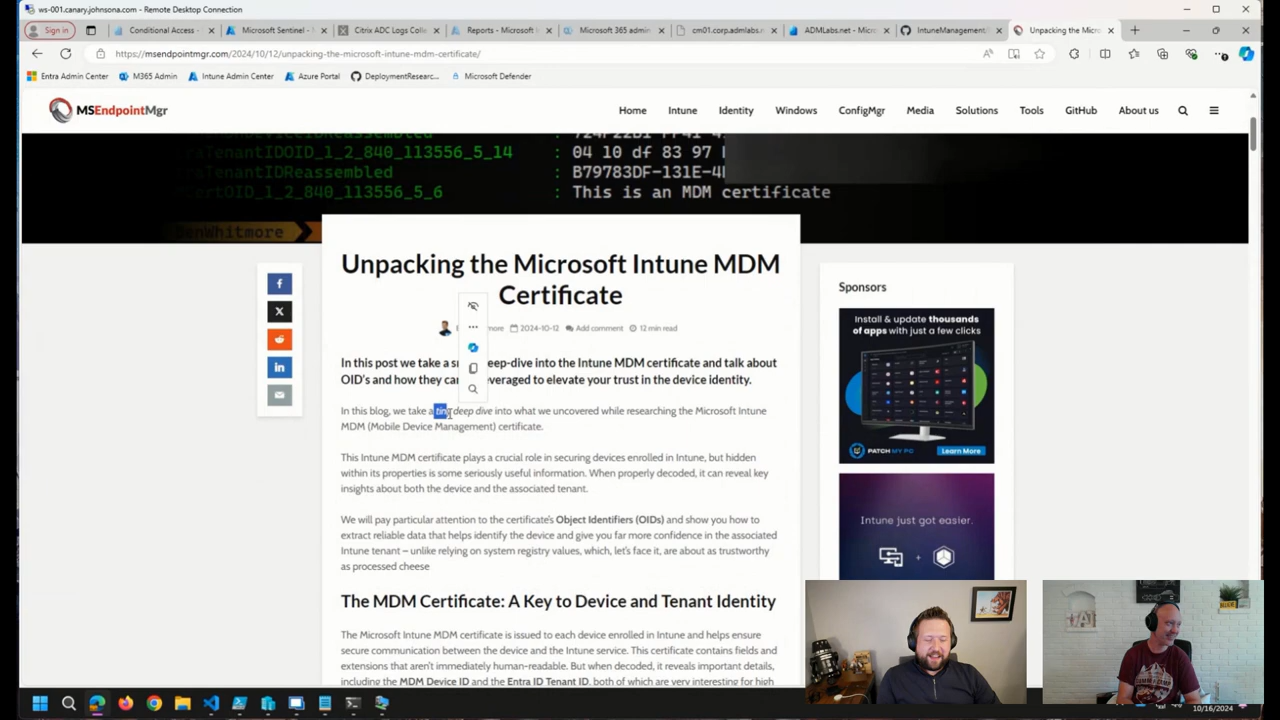 ws-001.canary.johnsona.com - Remote Desktop Connection
Sign in
Conditional Access -
Microsoft Sentinel -
Citrix ADC Logs Colle
Reports - Microsoft
Microsoft 365 admin
cm01.corp.admlabs.n
ADMLabs.net - Micro
IntuneManagement/
Unpacking the Micro
https://msendpointmgr.com/2024/10/12/unpacking-the-microsoft-intune-mdm-certificate/
Entra Admin Center
M365 Admin
Intune Admin Center
Azure Portal
DeploymentResearc...
Microsoft Defender
MSEndpointMgr
Home
Intune
Identity
Windows
ConfigMgr
Media
Solutions
Tools
GitHub
About us
raTenantIDOID_1_2_840_113556_5_14 : 04 10 df 83 97
raTenantIDReassembled : B79783DF-131E-4
ertOID_1_2_840_113556_5_6 : This is an MDM certificate
enWhitmore
Unpacking the Microsoft Intune MDM
Certificate
more
2024-10-12
Add comment
12 min read
In this post we take a s eep-dive into the Intune MDM certificate and talk about
OID's and how they can everaged to elevate your trust in the device identity.
In this blog, we take a tiny deep dive into what we uncovered while researching the Microsoft Intune
MDM (Mobile Device Management) certificate.
This Intune MDM certificate plays a crucial role in securing devices enrolled in Intune, but hidden
within its properties is some seriously useful information. When properly decoded, it can reveal key
insights about both the device and the associated tenant.
We will pay particular attention to the certificate's Object Identifiers (OIDs) and show you how to
extract reliable data that helps identify the device and give you far more confidence in the associated
Intune tenant – unlike relying on system registry values, which, let's face it, are about as trustworthy
as processed cheese
The MDM Certificate: A Key to Device and Tenant Identity
The Microsoft Intune MDM certificate is issued to each device enrolled in Intune and helps ensure
secure communication between the device and the Intune service. This certificate contains fields and
extensions that aren't immediately human-readable. But when decoded, it reveals important details,
including the MDM Device ID and the Entra ID Tenant ID, both of which are very interesting for high
Sponsors
Install & update thousands
of apps with just a few clicks
PATCH MY PC
Learn More
Intune just got easier.
10/16/2024